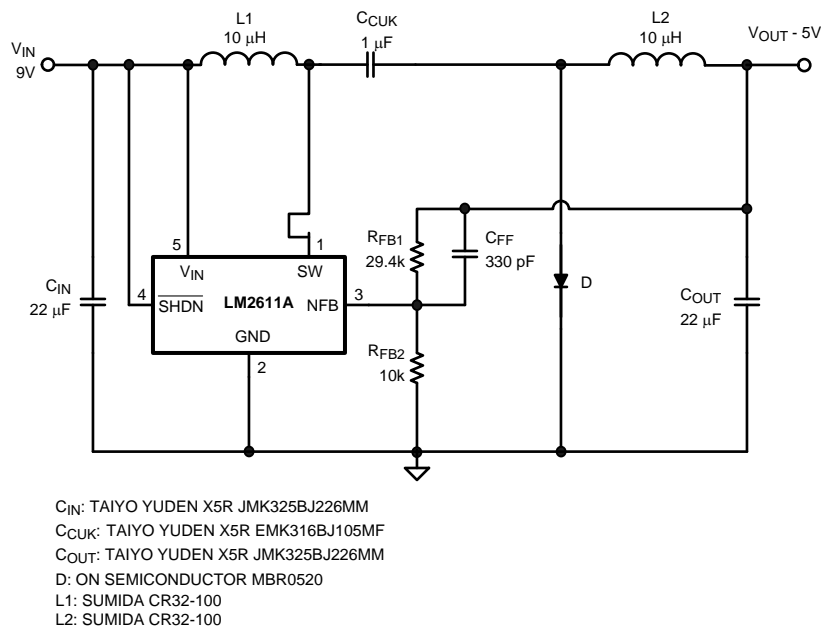 L1
10 μH
C_CUK
1 μF
L2
10 μH
V_IN
9V
V_OUT - 5V
5
1
V_IN
SW
R_FB1
29.4k
C_FF
330 pF
C_IN
22 μF
4
SHDN
LM2611A
NFB
3
D
C_OUT
22 μF
GND
2
R_FB2
10k
C_IN: TAIYO YUDEN X5R JMK325BJ226MM
C_CUK: TAIYO YUDEN X5R EMK316BJ105MF
C_OUT: TAIYO YUDEN X5R JMK325BJ226MM
D: ON SEMICONDUCTOR MBR0520
L1: SUMIDA CR32-100
L2: SUMIDA CR32-100